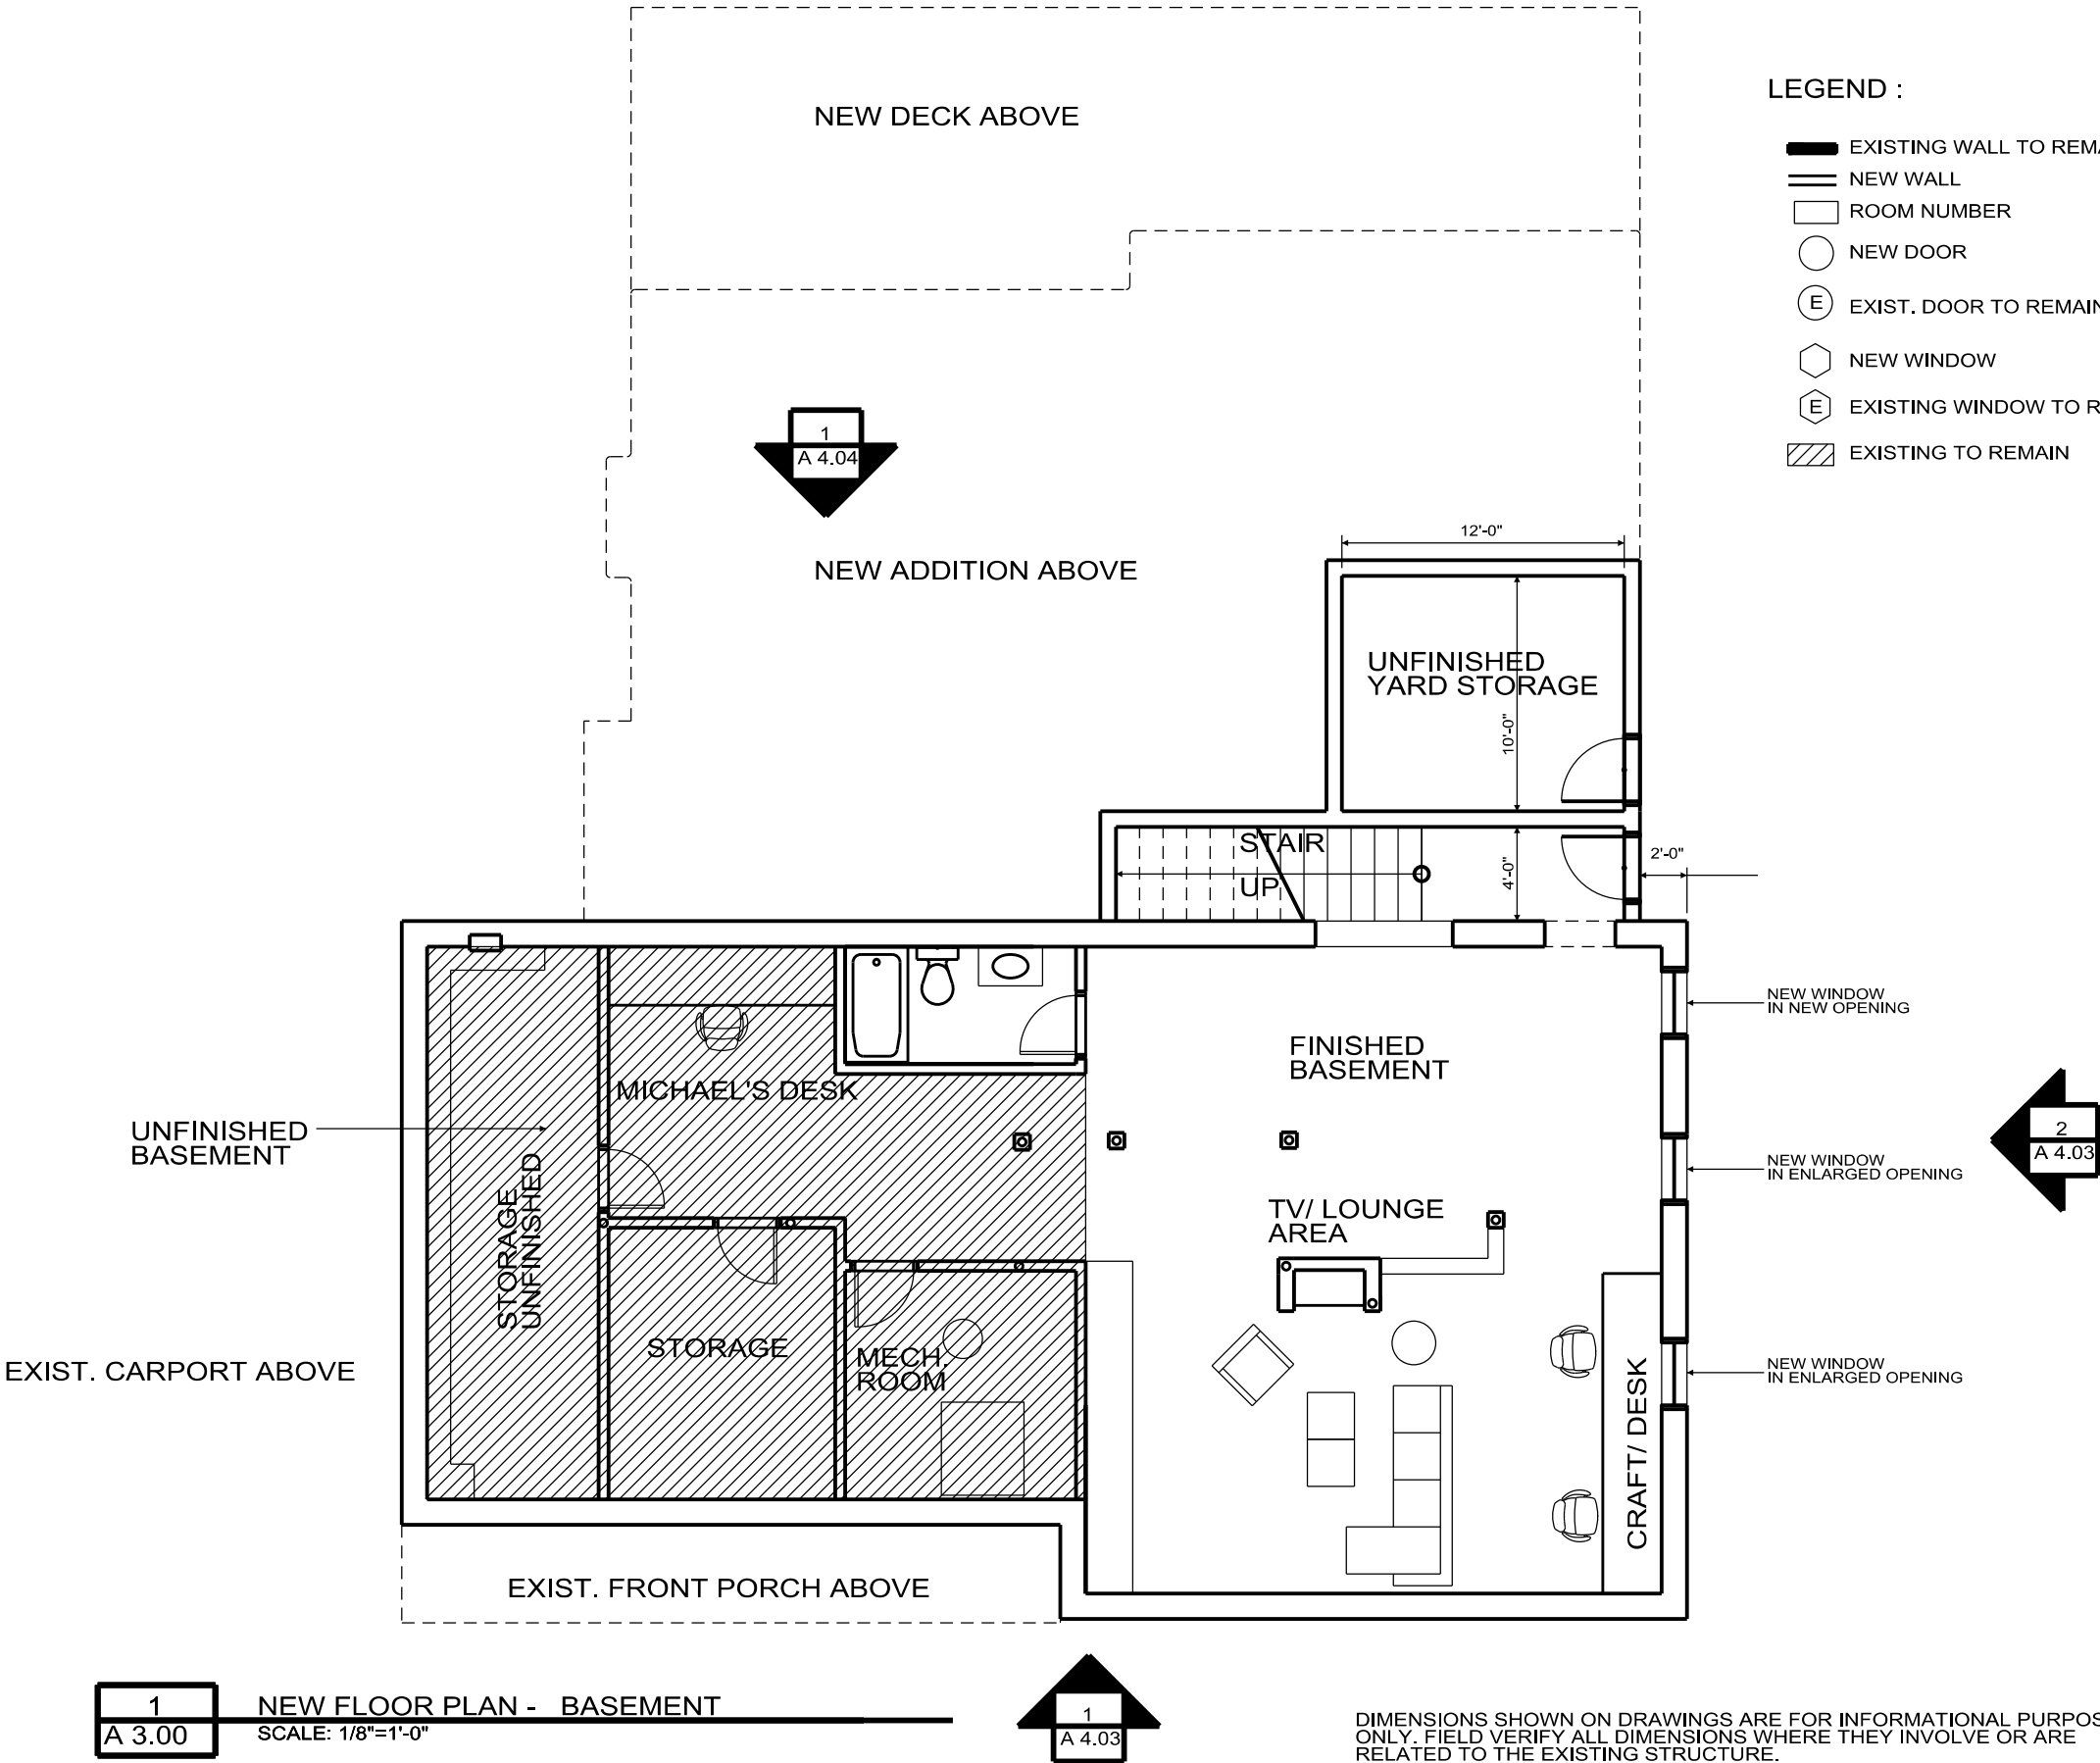 NEW DECK ABOVE
LEGEND :
EXISTING WALL TO REMA
NEW WALL
ROOM NUMBER
NEW DOOR
E
EXIST. DOOR TO REMAIN
NEW WINDOW
E
EXISTING WINDOW TO R
EXISTING TO REMAIN
1
A 4.04
NEW ADDITION ABOVE
12'-0"
UNFINISHED
YARD STORAGE
10'-0"
STAIR
UP
4'-0"
2'-0"
NEW WINDOW
IN NEW OPENING
FINISHED
BASEMENT
MICHAEL'S DESK
UNFINISHED
BASEMENT
2
A 4.03
NEW WINDOW
IN ENLARGED OPENING
STORAGE
UNFINISHED
TV/ LOUNGE
AREA
STORAGE
MECH.
ROOM
EXIST. CARPORT ABOVE
NEW WINDOW
IN ENLARGED OPENING
CRAFT/ DESK
EXIST. FRONT PORCH ABOVE
1
A 3.00
NEW FLOOR PLAN - BASEMENT
SCALE: 1/8"=1'-0"
1
A 4.03
DIMENSIONS SHOWN ON DRAWINGS ARE FOR INFORMATIONAL PURPOS
ONLY. FIELD VERIFY ALL DIMENSIONS WHERE THEY INVOLVE OR ARE
RELATED TO THE EXISTING STRUCTURE.